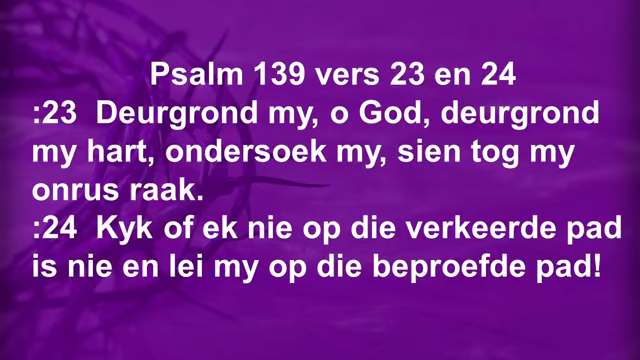 Psalm 139 vers 23 en 24
:23 Deurgrond my, o God, deurgrond
my hart, ondersoek my, sien tog my
onrus raak.
:24 Kyk of ek nie op die verkeerde pad
is nie en lei my op die beproefde pad!